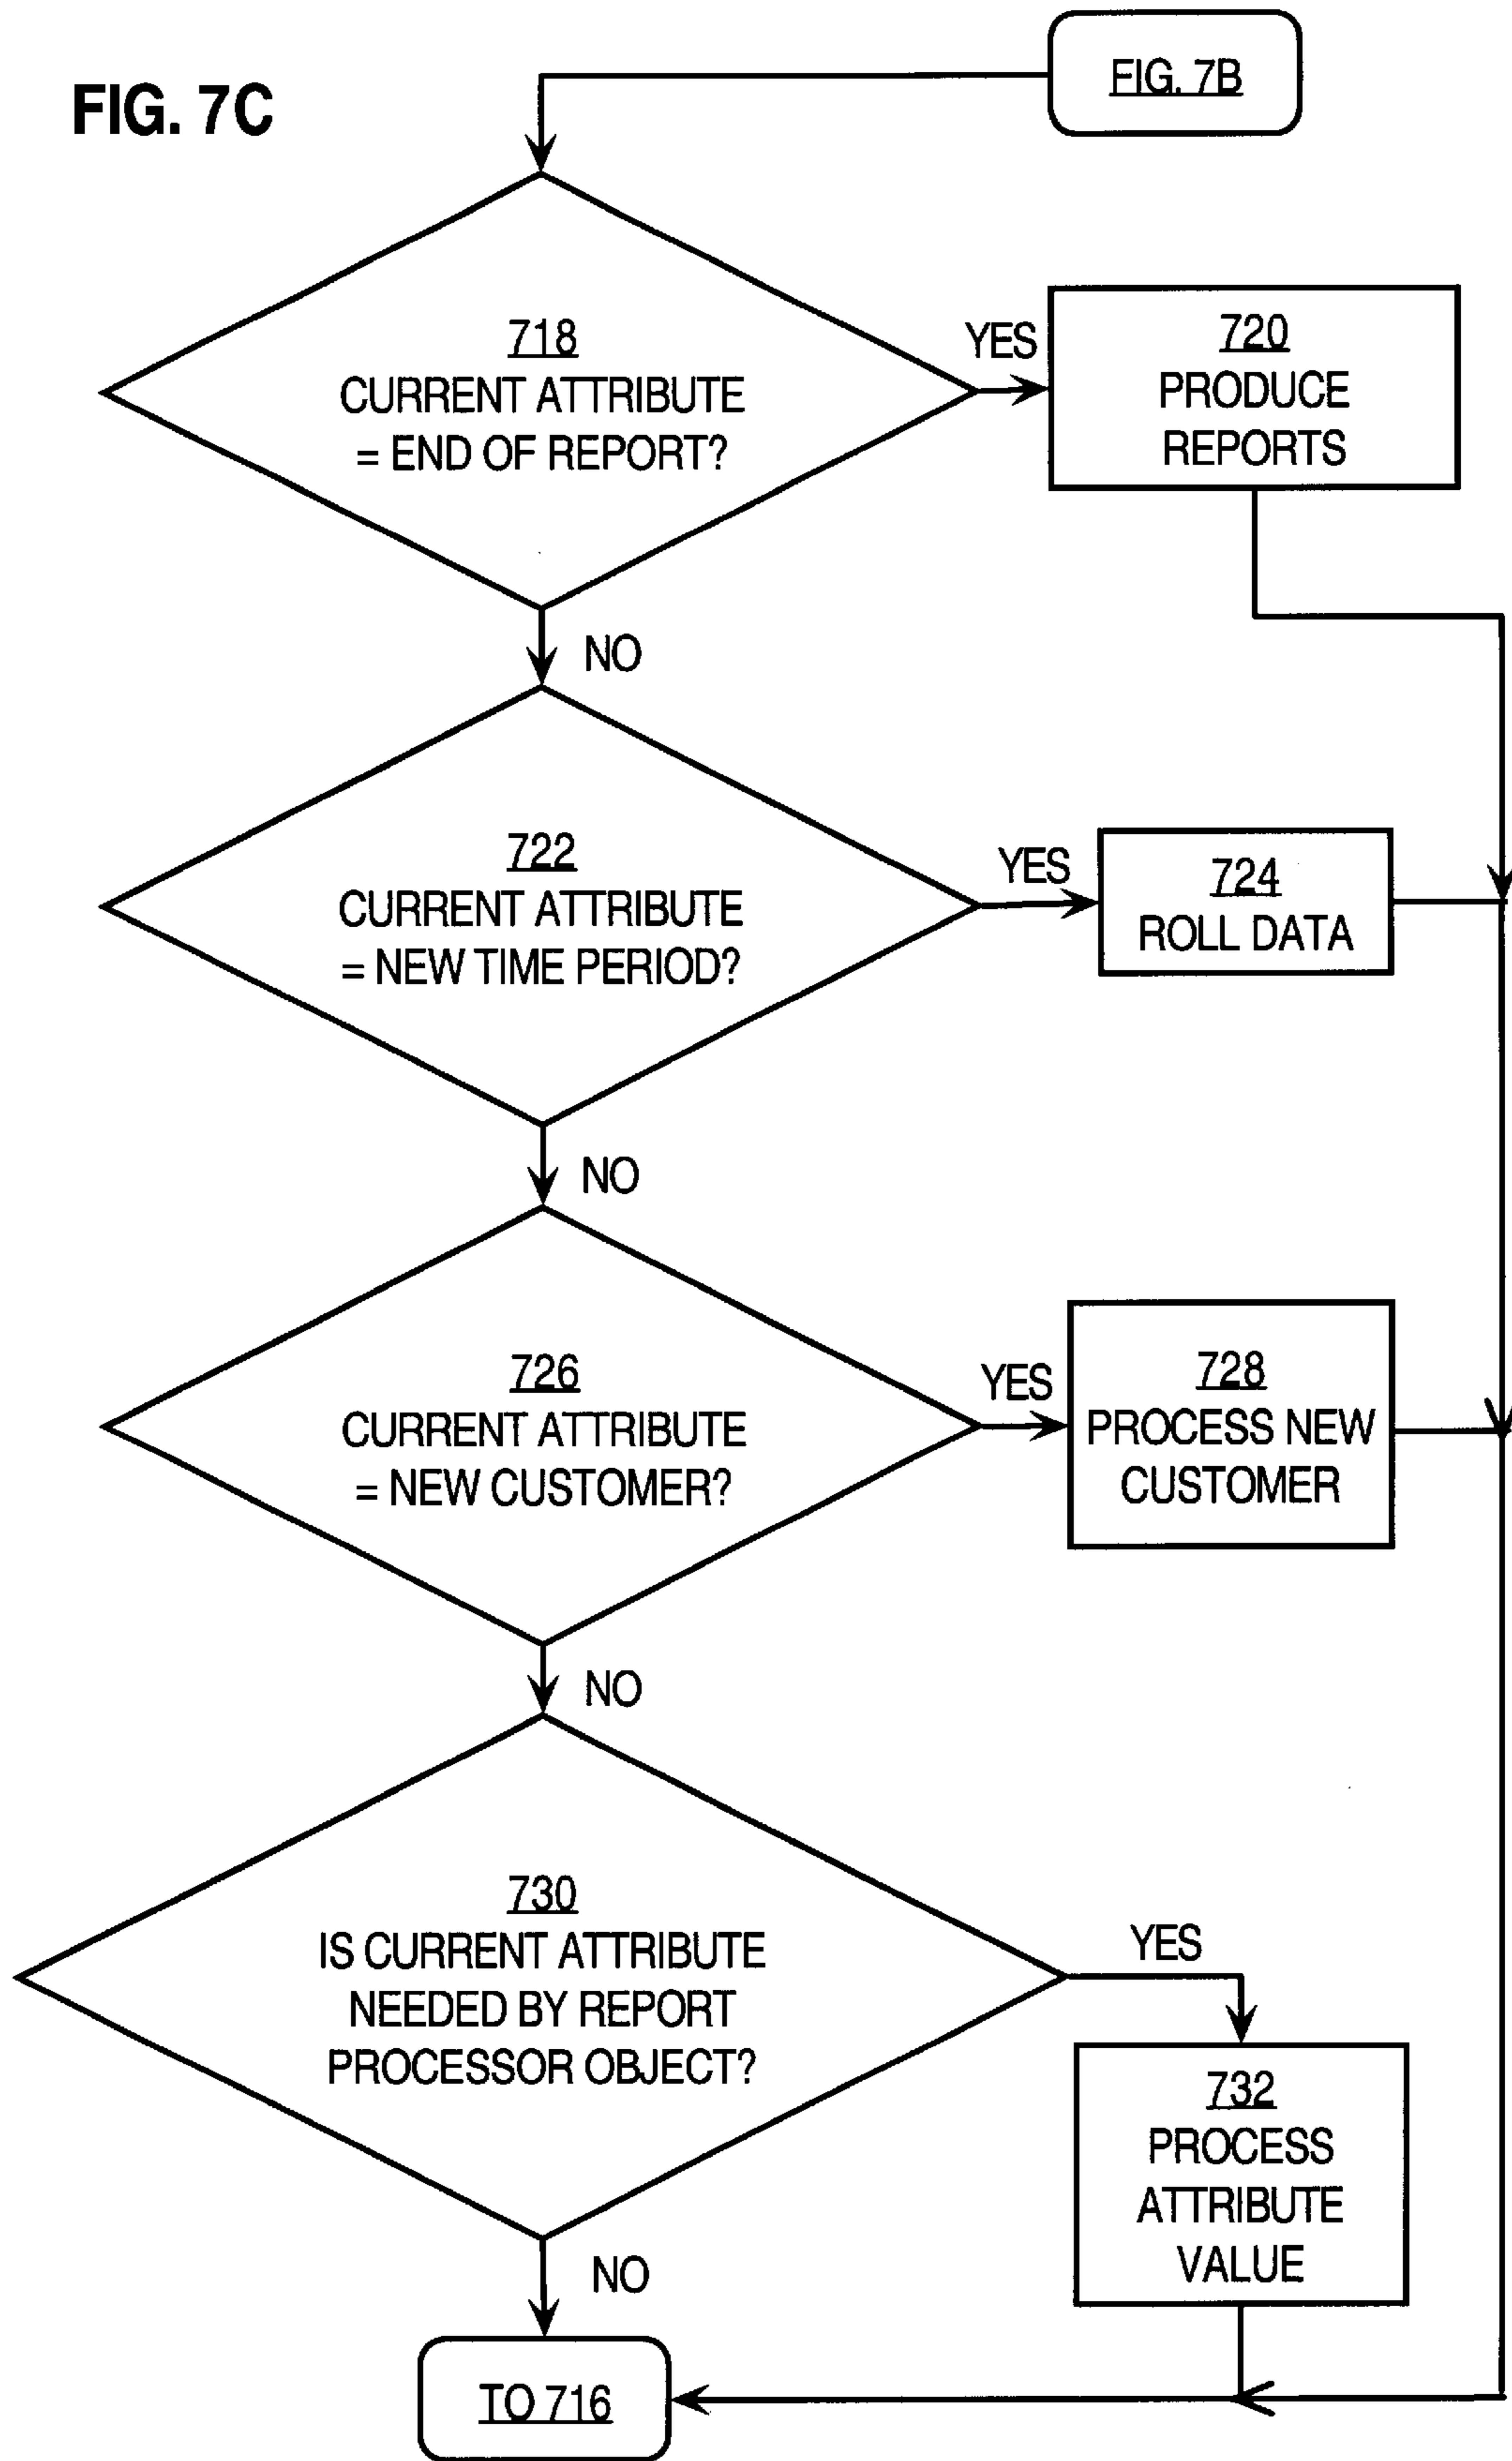 FIG. 7C
FIG. 7B
718
CURRENT ATTRIBUTE
= END OF REPORT?
YES
720
PRODUCE
REPORTS
NO
722
CURRENT ATTRIBUTE
= NEW TIME PERIOD?
YES
724
ROLL DATA
NO
726
CURRENT ATTRIBUTE
= NEW CUSTOMER?
YES
728
PROCESS NEW
CUSTOMER
NO
730
IS CURRENT ATTRIBUTE
NEEDED BY REPORT
PROCESSOR OBJECT?
YES
732
PROCESS
ATTRIBUTE
VALUE
NO
TO 716